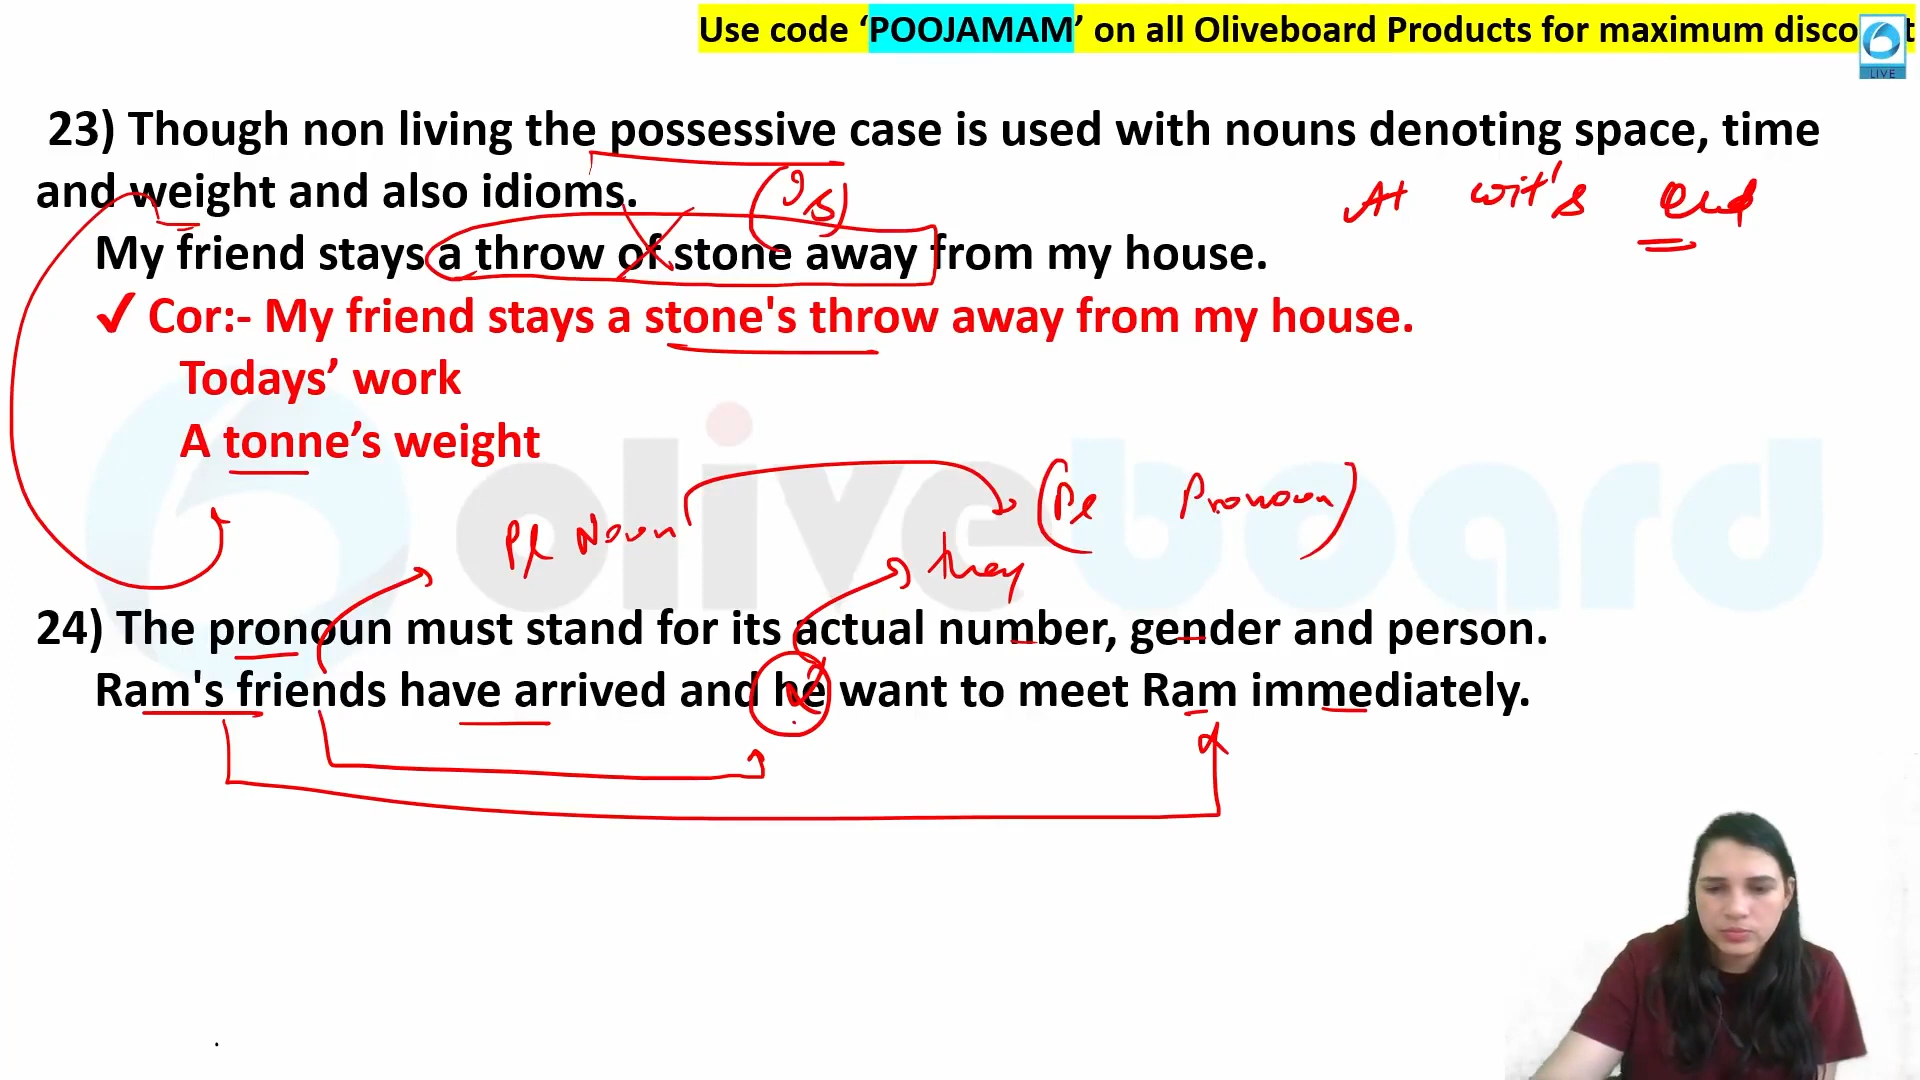 Use code ‘POOJAMAM’ on all Oliveboard Products for maximum disco t
LIVE
23) Though non living the possessive case is used with nouns denoting space, time
and weight and also idioms.
's
At wit's end
My friend stays a throw of stone away from my house.
✓ Cor:- My friend stays a stone's throw away from my house.
Todays’ work
A tonne’s weight
oliveboard
Pl Noun
(Pl Pronoun)
they
24) The pronoun must stand for its actual number, gender and person.
Ram's friends have arrived and he want to meet Ram immediately.